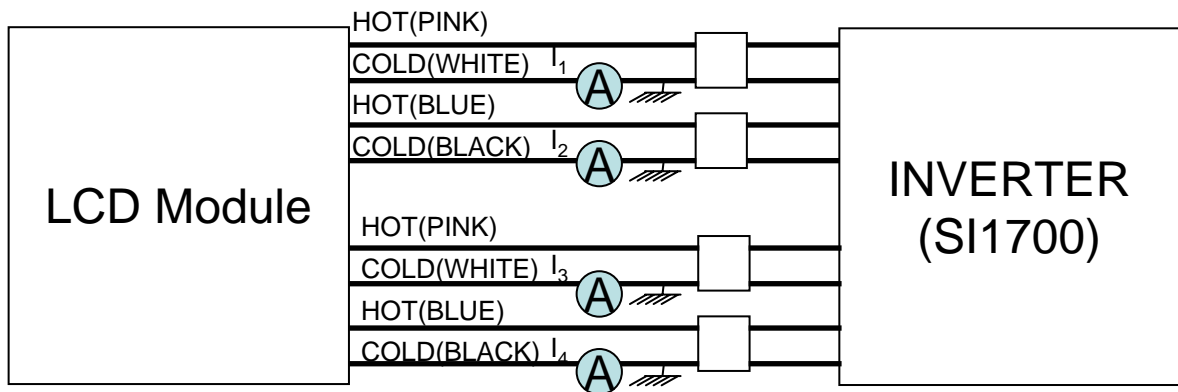 HOT(PINK)
COLD(WHITE) I₁
A
HOT(BLUE)
COLD(BLACK) I₂
A
LCD Module
INVERTER
(SI1700)
HOT(PINK)
COLD(WHITE) I₃
A
HOT(BLUE)
COLD(BLACK) I₄
A